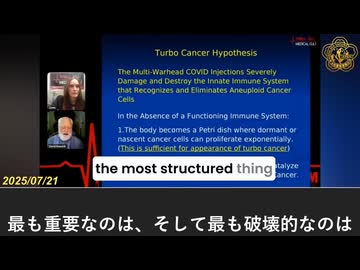 MEDICAL
Turbo Cancer Hypothesis
The Multi-Warhead COVID Injections Severely
Damage and Destroy the Innate Immune System
that Recognizes and Eliminates Aneuploid Cancer
Cells
In the Absence of a Functioning Immune System:
1.The body becomes a Petri dish where dormant or
nascent cancer cells can proliferate exponentially.
(This is sufficient for appearance of turbo cancer)
the most structured thing
atalyze
Cancer.
2025/07/21
最も重要なのは、そして最も破壊的なのは